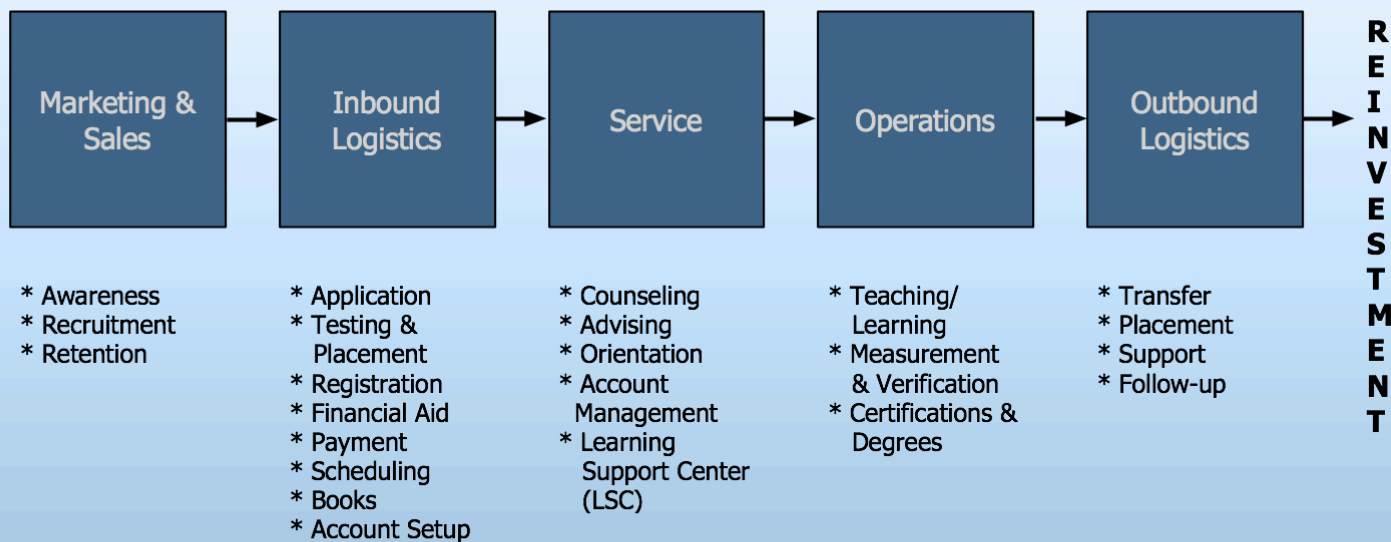 Marketing &
Sales
Inbound
Logistics
Service
Operations
Outbound
Logistics
* Awareness
* Recruitment
* Retention
* Application
* Testing &
Placement
* Registration
* Financial Aid
* Payment
* Scheduling
* Books
* Account Setup
* Counseling
* Advising
* Orientation
* Account
Management
* Learning
Support Center
(LSC)
* Teaching/
Learning
* Measurement
& Verification
* Certifications &
Degrees
* Transfer
* Placement
* Support
* Follow-up
REINVESTMENT